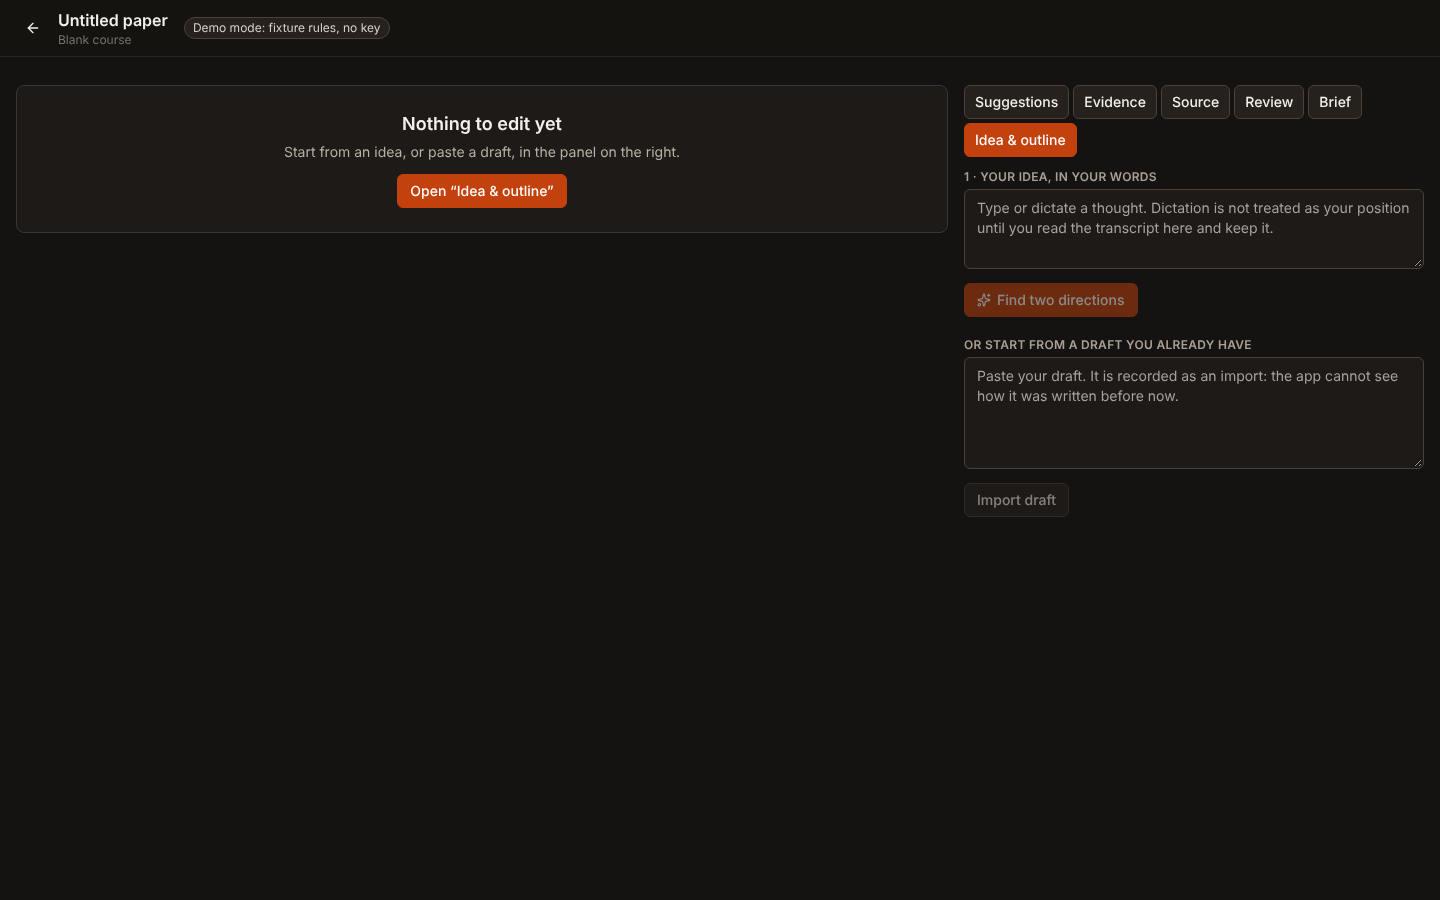 Untitled paper
Blank course
Demo mode: fixture rules, no key
Nothing to edit yet
Start from an idea, or paste a draft, in the panel on the right.
Open “Idea & outline”
Suggestions
Evidence
Source
Review
Brief
Idea & outline
1 · YOUR IDEA, IN YOUR WORDS
Type or dictate a thought. Dictation is not treated as your position
until you read the transcript here and keep it.
Find two directions
OR START FROM A DRAFT YOU ALREADY HAVE
Paste your draft. It is recorded as an import: the app cannot see
how it was written before now.
Import draft